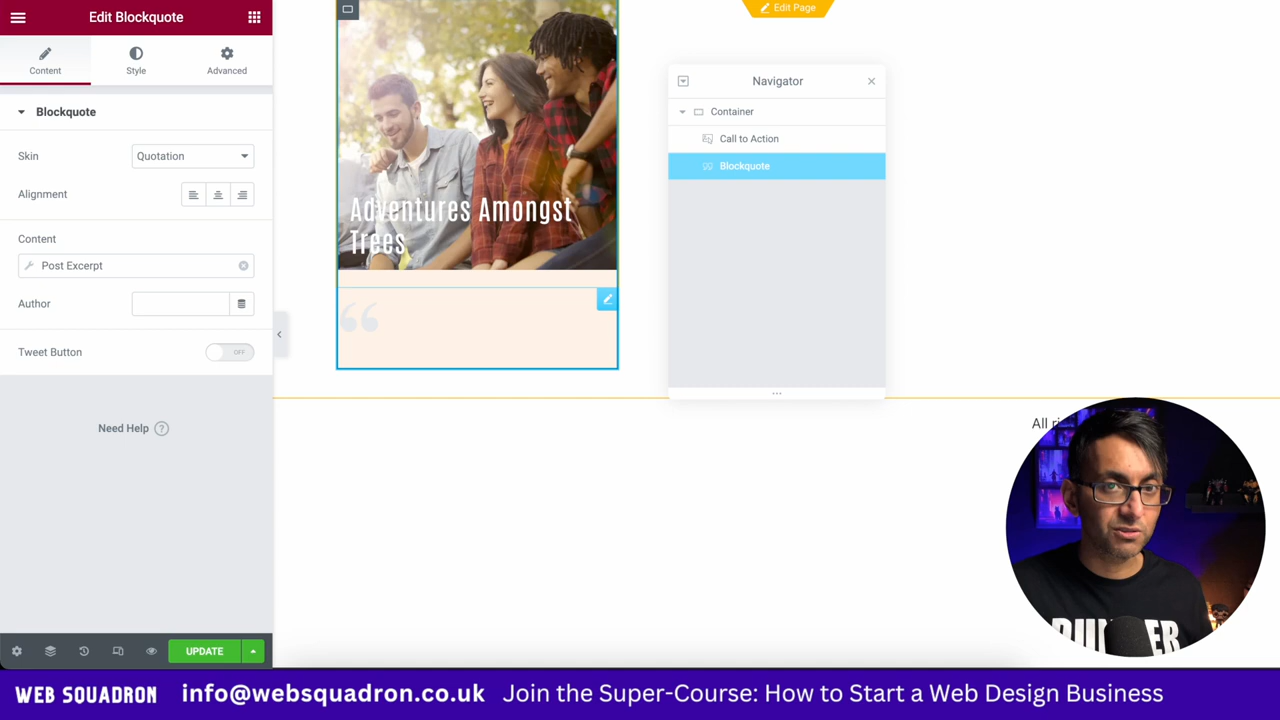 Edit Blockquote
Content
Style
Advanced
Blockquote
Skin
Quotation
Alignment
Content
Post Excerpt
Author
Tweet Button
OFF
Need Help ?
UPDATE
Adventures Amongst
Trees
“
Edit Page
Navigator
Container
Call to Action
Blockquote
All ri
WEB SQUADRON
info@websquadron.co.uk
Join the Super-Course: How to Start a Web Design Business